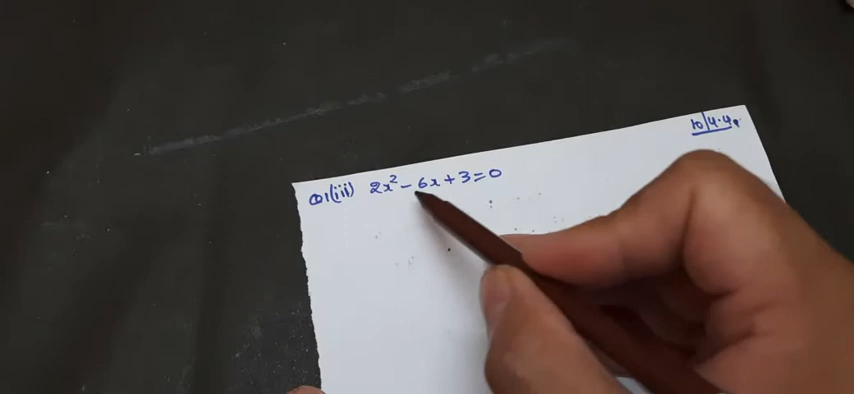 10/4.4
Q1(iii) 2x² - 6x + 3 = 0